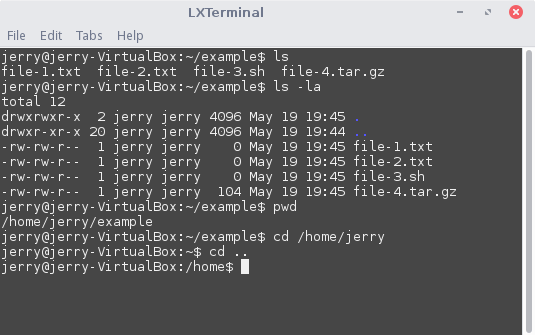 LXTerminal
File Edit Tabs Help
jerry@jerry-VirtualBox:~/example$ ls
file-1.txt  file-2.txt  file-3.sh  file-4.tar.gz
jerry@jerry-VirtualBox:~/example$ ls -la
total 12
drwxrwxr-x  2 jerry jerry 4096 May 19 19:45 .
drwxr-xr-x 20 jerry jerry 4096 May 19 19:44 ..
-rw-rw-r--  1 jerry jerry    0 May 19 19:45 file-1.txt
-rw-rw-r--  1 jerry jerry    0 May 19 19:45 file-2.txt
-rw-rw-r--  1 jerry jerry    0 May 19 19:45 file-3.sh
-rw-rw-r--  1 jerry jerry  104 May 19 19:45 file-4.tar.gz
jerry@jerry-VirtualBox:~/example$ pwd
/home/jerry/example
jerry@jerry-VirtualBox:~/example$ cd /home/jerry
jerry@jerry-VirtualBox:~$ cd ..
jerry@jerry-VirtualBox:/home$